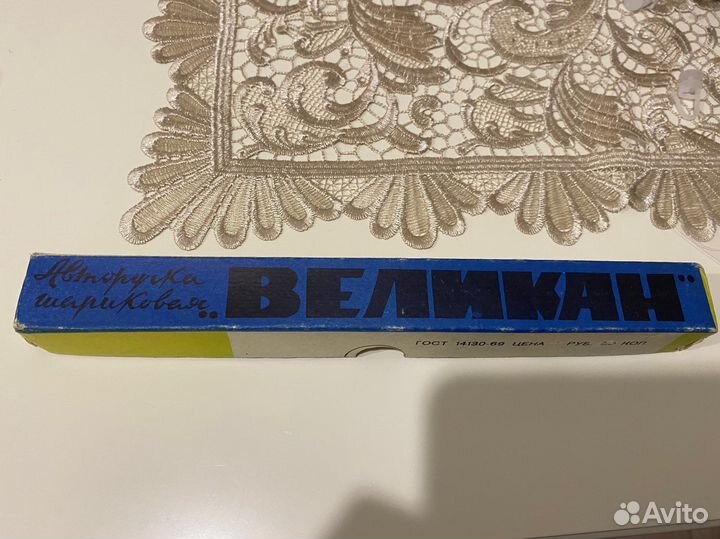 Авторучка
шариковая „ВЕЛИКАН"
ГОСТ 14130-69 ЦЕНА РУБ. КОП
Avito